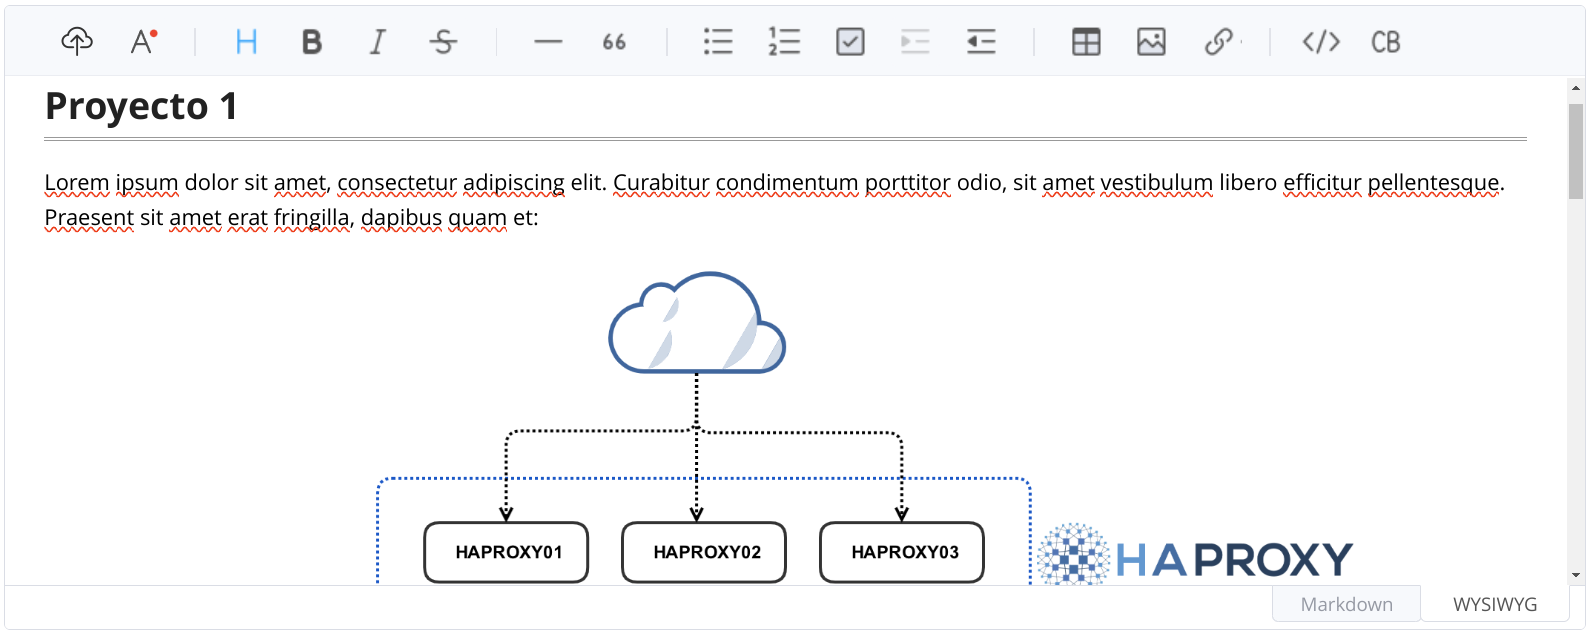 A H B I S 66 </> CB
Proyecto 1
Lorem ipsum dolor sit amet, consectetur adipiscing elit. Curabitur condimentum porttitor odio, sit amet vestibulum libero efficitur pellentesque.
Praesent sit amet erat fringilla, dapibus quam et:
HAPROXY01 HAPROXY02 HAPROXY03
HAPROXY
Markdown WYSIWYG